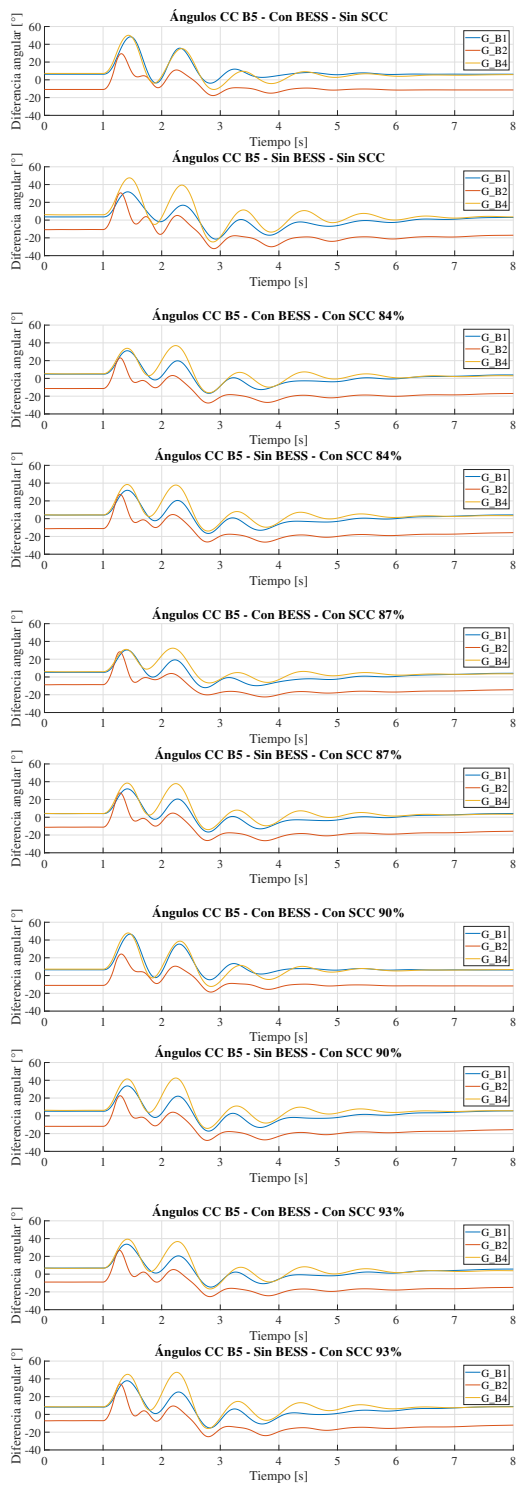 Ángulos CC B5 - Con BESS - Sin SCC
Diferencia angular [°]
60
40
20
0
-20
-40
G_B1
G_B2
G_B4
0 1 2 3 4 5 6 7 8
Tiempo [s]
Ángulos CC B5 - Sin BESS - Sin SCC
Diferencia angular [°]
60
40
20
0
-20
-40
G_B1
G_B2
G_B4
0 1 2 3 4 5 6 7 8
Tiempo [s]
Ángulos CC B5 - Con BESS - Con SCC 84%
Diferencia angular [°]
60
40
20
0
-20
-40
G_B1
G_B2
G_B4
0 1 2 3 4 5 6 7 8
Tiempo [s]
Ángulos CC B5 - Sin BESS - Con SCC 84%
Diferencia angular [°]
60
40
20
0
-20
-40
G_B1
G_B2
G_B4
0 1 2 3 4 5 6 7 8
Tiempo [s]
Ángulos CC B5 - Con BESS - Con SCC 87%
Diferencia angular [°]
60
40
20
0
-20
-40
G_B1
G_B2
G_B4
0 1 2 3 4 5 6 7 8
Tiempo [s]
Ángulos CC B5 - Sin BESS - Con SCC 87%
Diferencia angular [°]
60
40
20
0
-20
-40
G_B1
G_B2
G_B4
0 1 2 3 4 5 6 7 8
Tiempo [s]
Ángulos CC B5 - Con BESS - Con SCC 90%
Diferencia angular [°]
60
40
20
0
-20
-40
G_B1
G_B2
G_B4
0 1 2 3 4 5 6 7 8
Tiempo [s]
Ángulos CC B5 - Sin BESS - Con SCC 90%
Diferencia angular [°]
60
40
20
0
-20
-40
G_B1
G_B2
G_B4
0 1 2 3 4 5 6 7 8
Tiempo [s]
Ángulos CC B5 - Con BESS - Con SCC 93%
Diferencia angular [°]
60
40
20
0
-20
-40
G_B1
G_B2
G_B4
0 1 2 3 4 5 6 7 8
Tiempo [s]
Ángulos CC B5 - Sin BESS - Con SCC 93%
Diferencia angular [°]
60
40
20
0
-20
-40
G_B1
G_B2
G_B4
0 1 2 3 4 5 6 7 8
Tiempo [s]